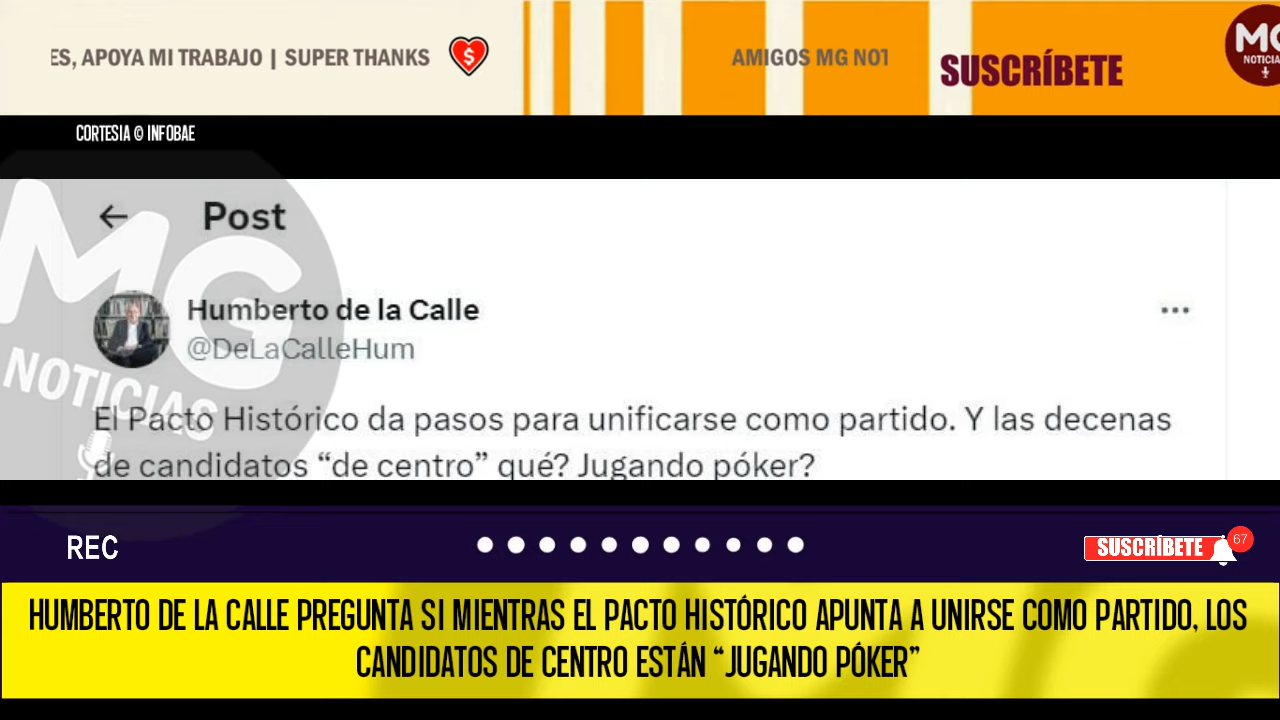 ES, APOYA MI TRABAJO | SUPER THANKS
AMIGOS MG NOT
SUSCRÍBETE
MG
NOTICIA
CORTESIA © INFOBAE
Post
MG
NOTICIAS
Humberto de la Calle
@DeLaCalleHum
El Pacto Histórico da pasos para unificarse como partido. Y las decenas
de candidatos “de centro” qué? Jugando póker?
REC
SUSCRÍBETE
67
HUMBERTO DE LA CALLE PREGUNTA SI MIENTRAS EL PACTO HISTÓRICO APUNTA A UNIRSE COMO PARTIDO, LOS
CANDIDATOS DE CENTRO ESTÁN “JUGANDO PÓKER”